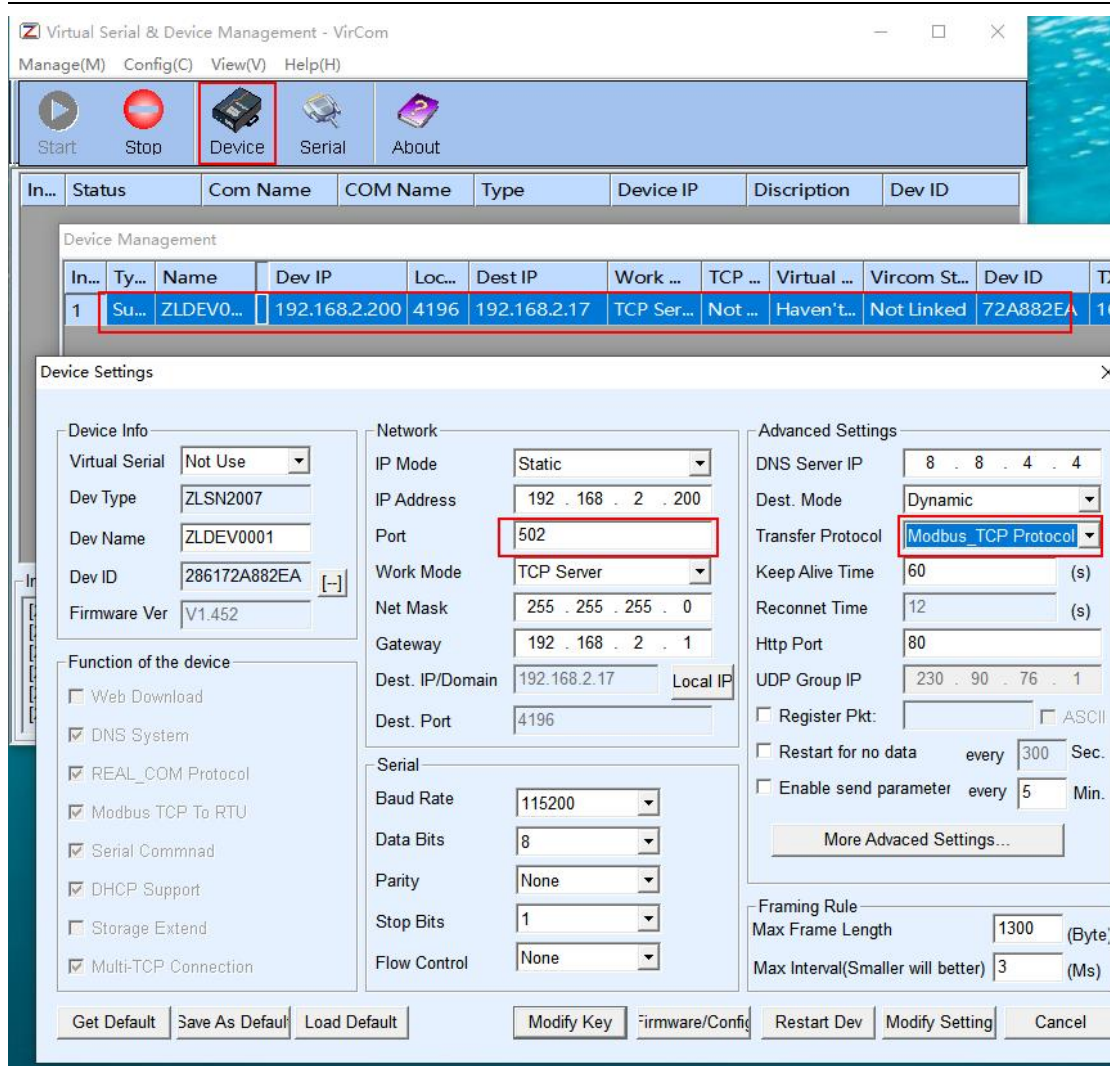 Virtual Serial & Device Management - VirCom
Manage(M) Config(C) View(V) Help(H)
Start Stop Device Serial About
In... Status Com Name COM Name Type Device IP Discription Dev ID
Device Management
In... Ty... Name Dev IP Loc... Dest IP Work ... TCP ... Virtual ... Vircom St... Dev ID
1 Su... ZLDEV0... 192.168.2.200 4196 192.168.2.17 TCP Ser... Not ... Haven't... Not Linked 72A882EA
Device Settings
Device Info
Virtual Serial Not Use
Dev Type ZLSN2007
Dev Name ZLDEV0001
Dev ID 286172A882EA [--]
Firmware Ver V1.452
Function of the device
Web Download
DNS System
REAL_COM Protocol
Modbus TCP To RTU
Serial Commnad
DHCP Support
Storage Extend
Multi-TCP Connection
Network
IP Mode Static
IP Address 192 . 168 . 2 . 200
Port 502
Work Mode TCP Server
Net Mask 255 . 255 . 255 . 0
Gateway 192 . 168 . 2 . 1
Dest. IP/Domain 192.168.2.17 Local IP
Dest. Port 4196
Serial
Baud Rate 115200
Data Bits 8
Parity None
Stop Bits 1
Flow Control None
Advanced Settings
DNS Server IP 8 . 8 . 4 . 4
Dest. Mode Dynamic
Transfer Protocol Modbus_TCP Protocol
Keep Alive Time 60 (s)
Reconnet Time 12 (s)
Http Port 80
UDP Group IP 230 . 90 . 76 . 1
Register Pkt: ASCII
Restart for no data every 300 Sec.
Enable send parameter every 5 Min.
More Advaced Settings...
Framing Rule
Max Frame Length 1300 (Byte)
Max Interval(Smaller will better) 3 (Ms)
Get Default Save As Default Load Default Modify Key Firmware/Config Restart Dev Modify Setting Cancel